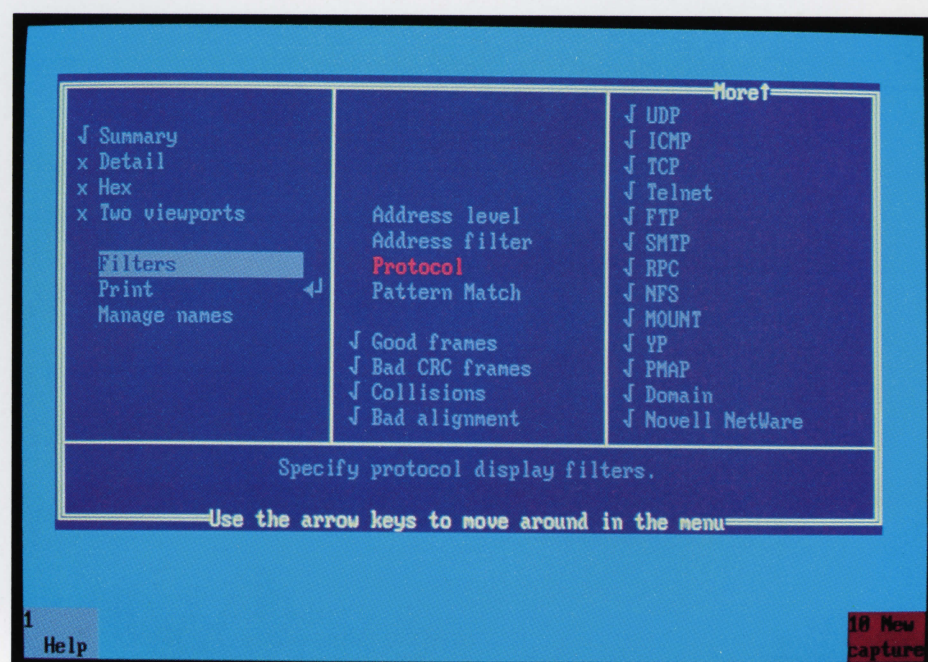 More↑
√ Summary
x Detail
x Hex
x Two viewports
Filters
Print ↵
Manage names
Address level
Address filter
Protocol
Pattern Match
√ Good frames
√ Bad CRC frames
√ Collisions
√ Bad alignment
√ UDP
√ ICMP
√ TCP
√ Telnet
√ FTP
√ SMTP
√ RPC
√ NFS
√ MOUNT
√ YP
√ PMAP
√ Domain
√ Novell NetWare
Specify protocol display filters.
Use the arrow keys to move around in the menu
1
Help
10 New
capture